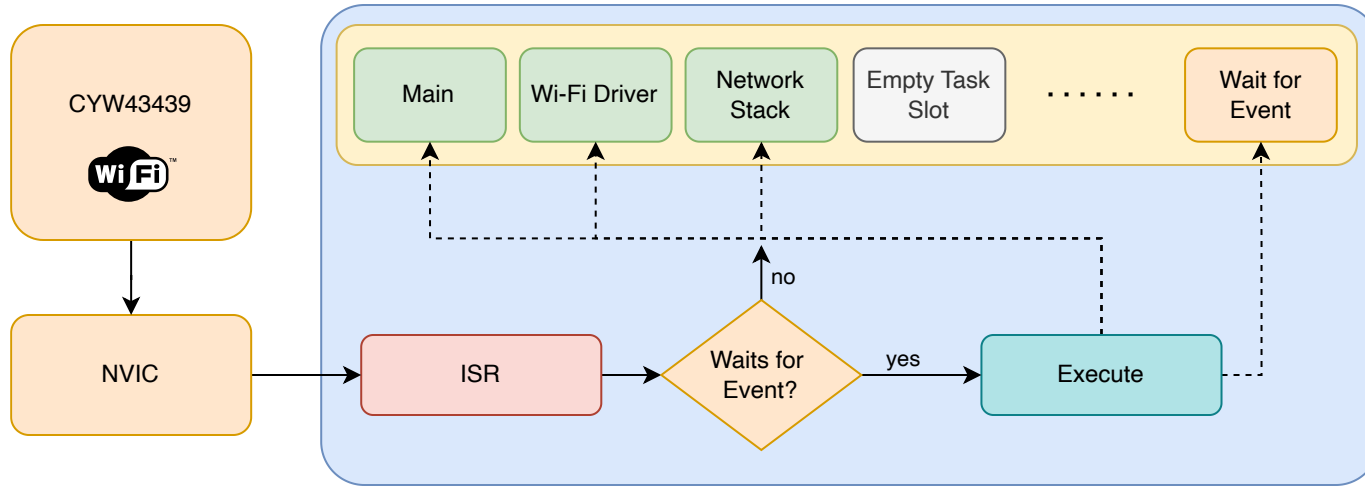 CYW43439
Wi Fi ™
NVIC
Main
Wi-Fi Driver
Network
Stack
Empty Task
Slot
......
Wait for
Event
ISR
Waits for
Event?
no
yes
Execute